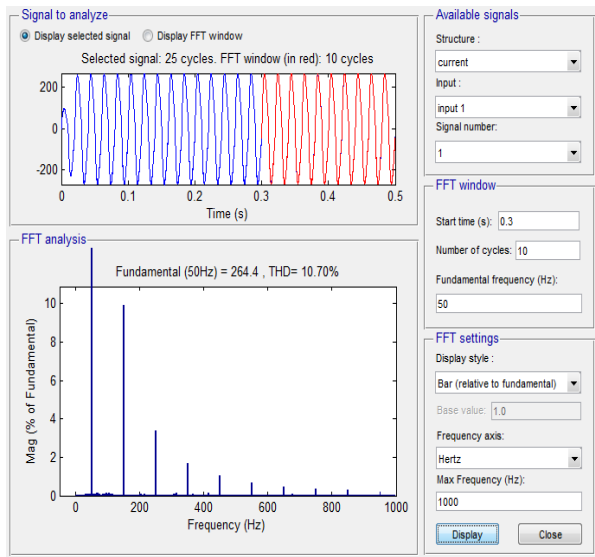 Signal to analyze
Display selected signal Display FFT window
Selected signal: 25 cycles. FFT window (in red): 10 cycles
200
0
-200
0 0.1 0.2 0.3 0.4 0.5
Time (s)
FFT analysis
Fundamental (50Hz) = 264.4 , THD= 10.70%
Mag (% of Fundamental)
10
8
6
4
2
0
0 200 400 600 800 1000
Frequency (Hz)
Available signals
Structure :
current
Input :
input 1
Signal number:
1
FFT window
Start time (s): 0.3
Number of cycles: 10
Fundamental frequency (Hz):
50
FFT settings
Display style :
Bar (relative to fundamental)
Base value: 1.0
Frequency axis:
Hertz
Max Frequency (Hz):
1000
Display Close